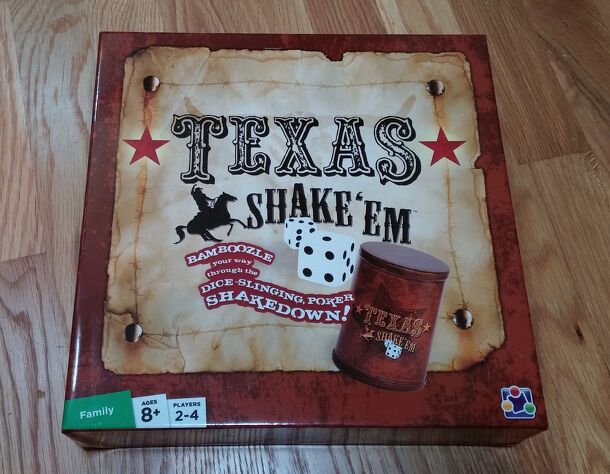 TEXAS
SHAKE 'EM™
BAMBOOZLE
your way
through the
DICE-SLINGING, POKER
SHAKEDOWN!
TEXAS
SHAKE'EM
Family
AGES
8+
PLAYERS
2-4